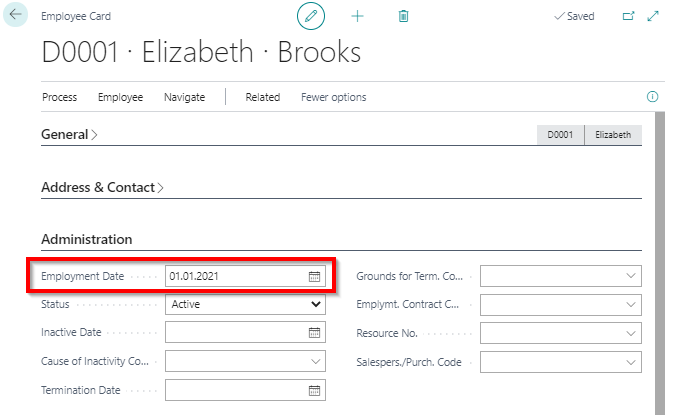 Employee Card
Saved
D0001 · Elizabeth · Brooks
Process Employee Navigate Related Fewer options
General
D0001 Elizabeth
Address & Contact
Administration
Employment Date 01.01.2021
Grounds for Term. Co...
Status Active
Emplymt. Contract C...
Inactive Date
Resource No.
Cause of Inactivity Co...
Salespers./Purch. Code
Termination Date